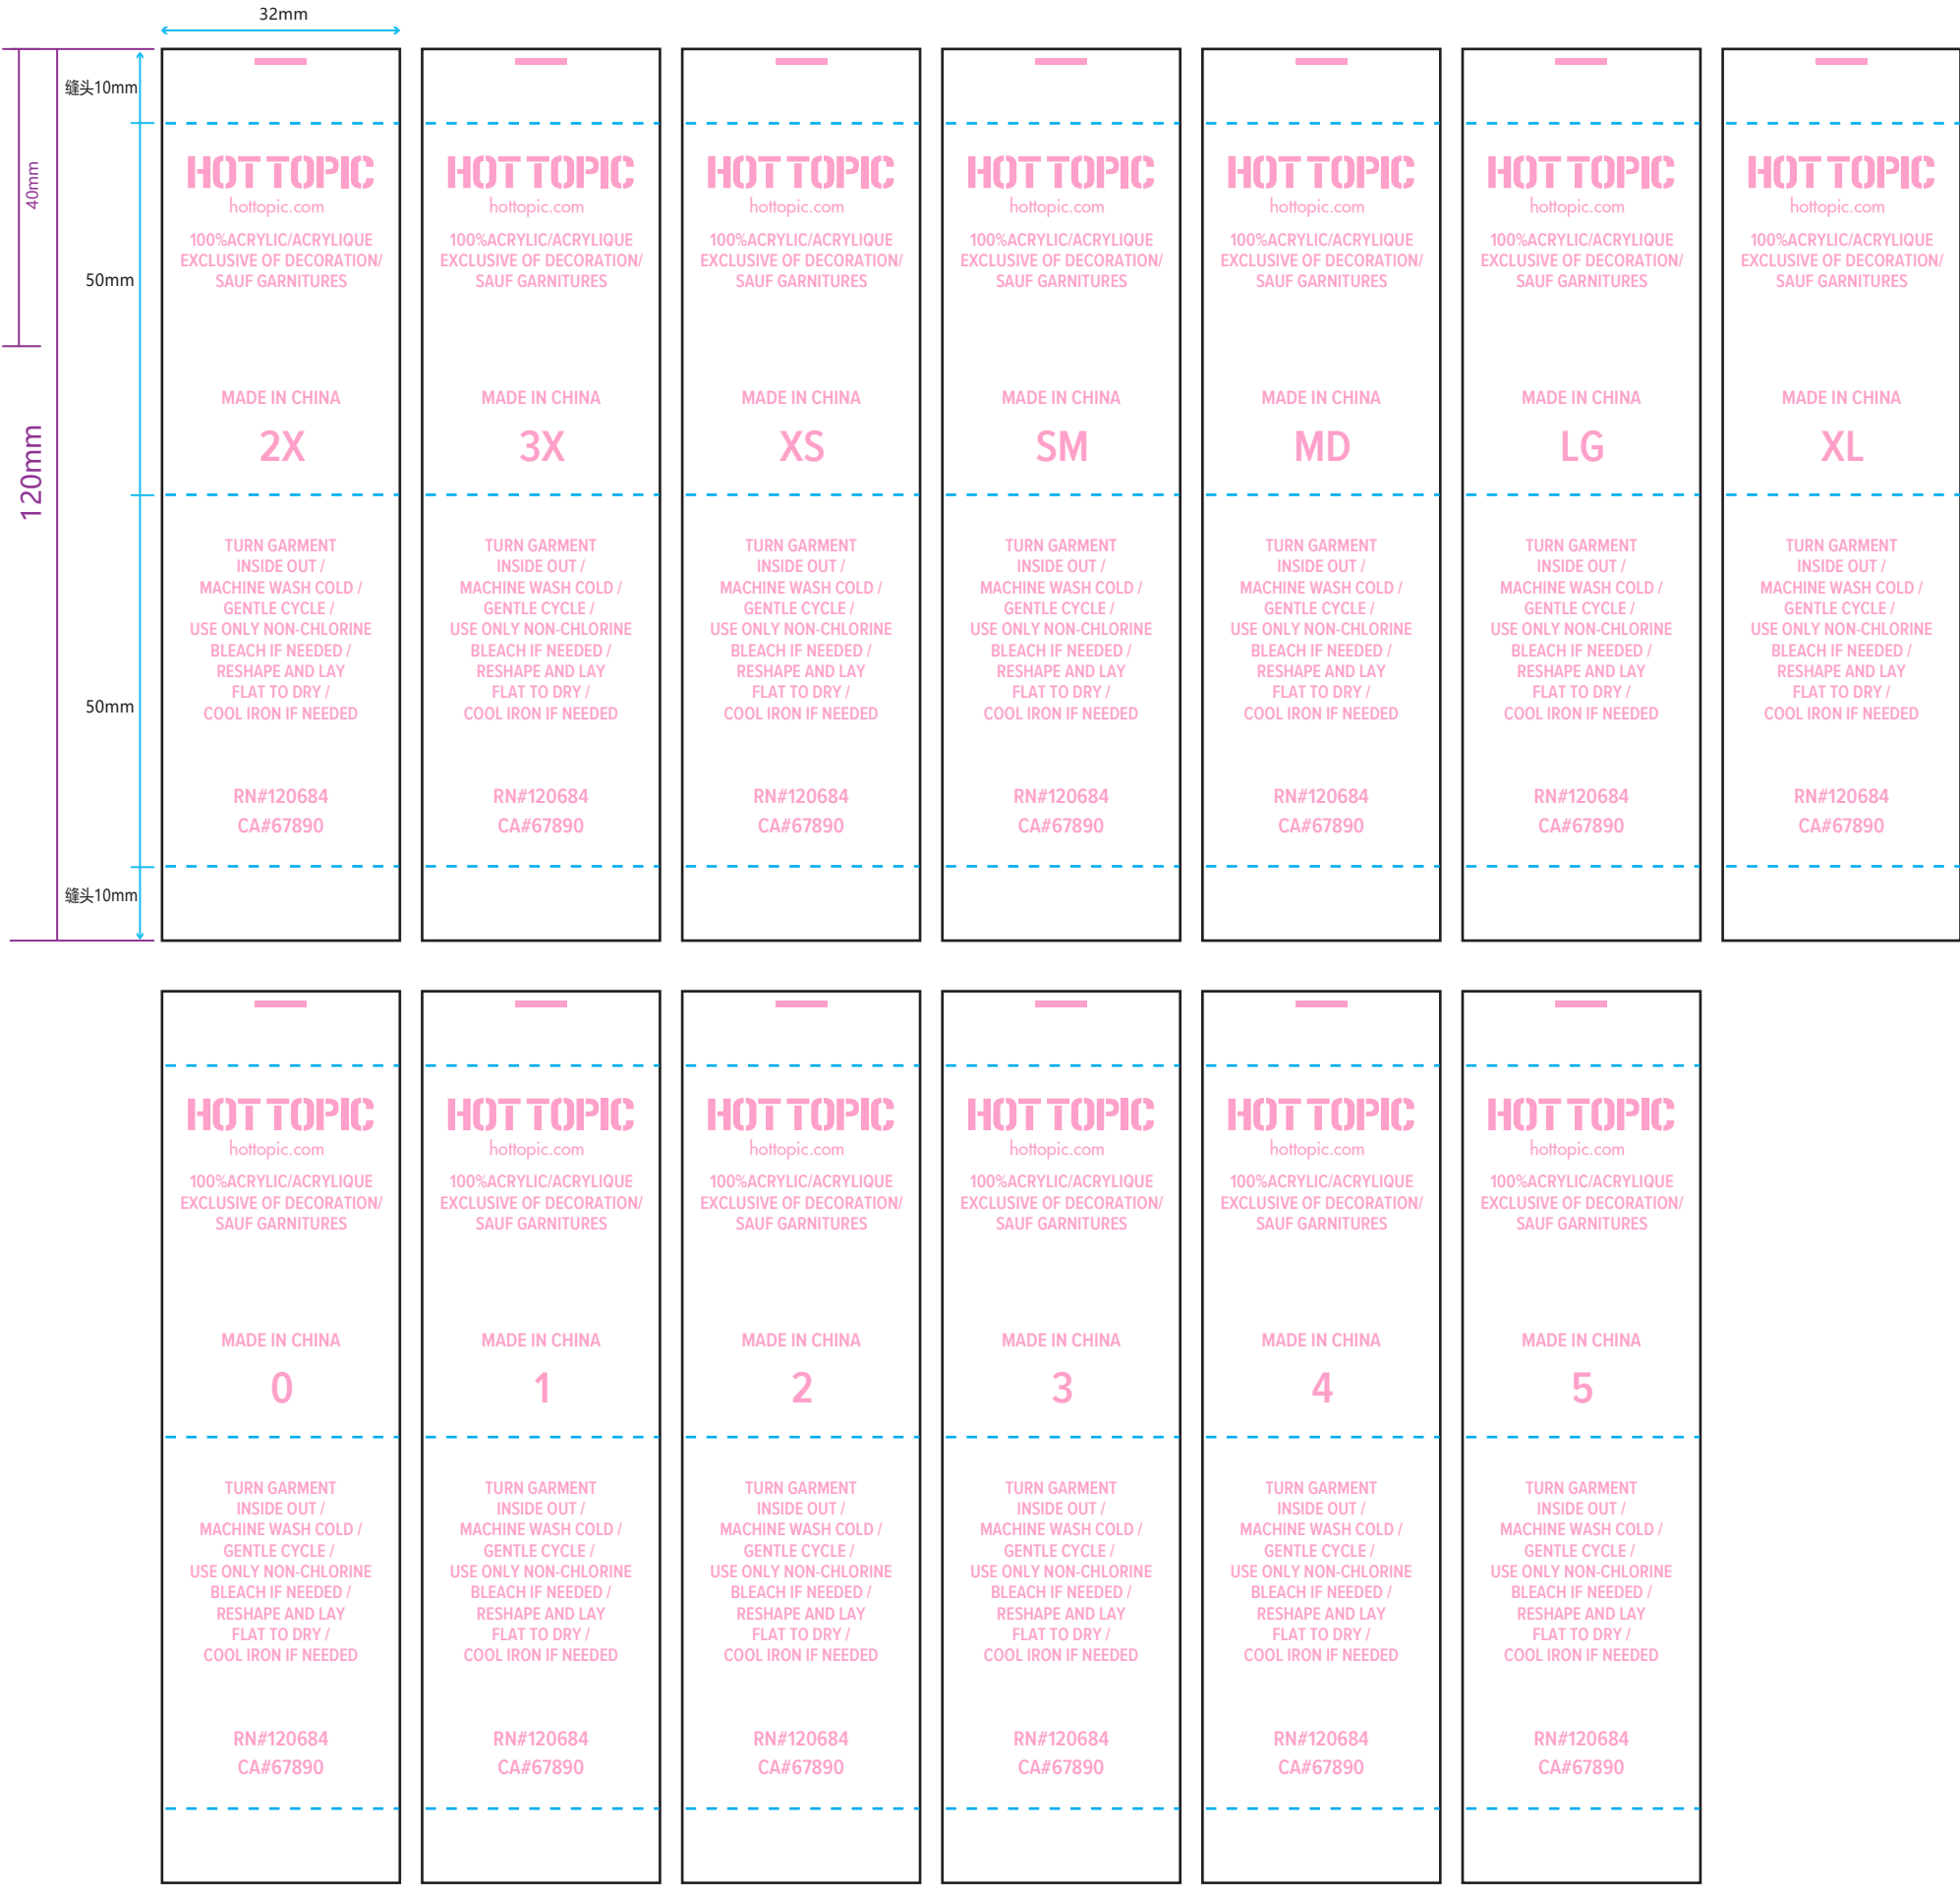 32mm
缝头10mm
40mm
50mm
120mm
50mm
缝头10mm
HOT TOPIC
hottopic.com
100%ACRYLIC/ACRYLIQUE
EXCLUSIVE OF DECORATION/
SAUF GARNITURES
MADE IN CHINA
2X
TURN GARMENT
INSIDE OUT /
MACHINE WASH COLD /
GENTLE CYCLE /
USE ONLY NON-CHLORINE
BLEACH IF NEEDED /
RESHAPE AND LAY
FLAT TO DRY /
COOL IRON IF NEEDED
RN#120684
CA#67890
HOT TOPIC
hottopic.com
100%ACRYLIC/ACRYLIQUE
EXCLUSIVE OF DECORATION/
SAUF GARNITURES
MADE IN CHINA
3X
TURN GARMENT
INSIDE OUT /
MACHINE WASH COLD /
GENTLE CYCLE /
USE ONLY NON-CHLORINE
BLEACH IF NEEDED /
RESHAPE AND LAY
FLAT TO DRY /
COOL IRON IF NEEDED
RN#120684
CA#67890
HOT TOPIC
hottopic.com
100%ACRYLIC/ACRYLIQUE
EXCLUSIVE OF DECORATION/
SAUF GARNITURES
MADE IN CHINA
XS
TURN GARMENT
INSIDE OUT /
MACHINE WASH COLD /
GENTLE CYCLE /
USE ONLY NON-CHLORINE
BLEACH IF NEEDED /
RESHAPE AND LAY
FLAT TO DRY /
COOL IRON IF NEEDED
RN#120684
CA#67890
HOT TOPIC
hottopic.com
100%ACRYLIC/ACRYLIQUE
EXCLUSIVE OF DECORATION/
SAUF GARNITURES
MADE IN CHINA
SM
TURN GARMENT
INSIDE OUT /
MACHINE WASH COLD /
GENTLE CYCLE /
USE ONLY NON-CHLORINE
BLEACH IF NEEDED /
RESHAPE AND LAY
FLAT TO DRY /
COOL IRON IF NEEDED
RN#120684
CA#67890
HOT TOPIC
hottopic.com
100%ACRYLIC/ACRYLIQUE
EXCLUSIVE OF DECORATION/
SAUF GARNITURES
MADE IN CHINA
MD
TURN GARMENT
INSIDE OUT /
MACHINE WASH COLD /
GENTLE CYCLE /
USE ONLY NON-CHLORINE
BLEACH IF NEEDED /
RESHAPE AND LAY
FLAT TO DRY /
COOL IRON IF NEEDED
RN#120684
CA#67890
HOT TOPIC
hottopic.com
100%ACRYLIC/ACRYLIQUE
EXCLUSIVE OF DECORATION/
SAUF GARNITURES
MADE IN CHINA
LG
TURN GARMENT
INSIDE OUT /
MACHINE WASH COLD /
GENTLE CYCLE /
USE ONLY NON-CHLORINE
BLEACH IF NEEDED /
RESHAPE AND LAY
FLAT TO DRY /
COOL IRON IF NEEDED
RN#120684
CA#67890
HOT TOPIC
hottopic.com
100%ACRYLIC/ACRYLIQUE
EXCLUSIVE OF DECORATION/
SAUF GARNITURES
MADE IN CHINA
XL
TURN GARMENT
INSIDE OUT /
MACHINE WASH COLD /
GENTLE CYCLE /
USE ONLY NON-CHLORINE
BLEACH IF NEEDED /
RESHAPE AND LAY
FLAT TO DRY /
COOL IRON IF NEEDED
RN#120684
CA#67890
HOT TOPIC
hottopic.com
100%ACRYLIC/ACRYLIQUE
EXCLUSIVE OF DECORATION/
SAUF GARNITURES
MADE IN CHINA
0
TURN GARMENT
INSIDE OUT /
MACHINE WASH COLD /
GENTLE CYCLE /
USE ONLY NON-CHLORINE
BLEACH IF NEEDED /
RESHAPE AND LAY
FLAT TO DRY /
COOL IRON IF NEEDED
RN#120684
CA#67890
HOT TOPIC
hottopic.com
100%ACRYLIC/ACRYLIQUE
EXCLUSIVE OF DECORATION/
SAUF GARNITURES
MADE IN CHINA
1
TURN GARMENT
INSIDE OUT /
MACHINE WASH COLD /
GENTLE CYCLE /
USE ONLY NON-CHLORINE
BLEACH IF NEEDED /
RESHAPE AND LAY
FLAT TO DRY /
COOL IRON IF NEEDED
RN#120684
CA#67890
HOT TOPIC
hottopic.com
100%ACRYLIC/ACRYLIQUE
EXCLUSIVE OF DECORATION/
SAUF GARNITURES
MADE IN CHINA
2
TURN GARMENT
INSIDE OUT /
MACHINE WASH COLD /
GENTLE CYCLE /
USE ONLY NON-CHLORINE
BLEACH IF NEEDED /
RESHAPE AND LAY
FLAT TO DRY /
COOL IRON IF NEEDED
RN#120684
CA#67890
HOT TOPIC
hottopic.com
100%ACRYLIC/ACRYLIQUE
EXCLUSIVE OF DECORATION/
SAUF GARNITURES
MADE IN CHINA
3
TURN GARMENT
INSIDE OUT /
MACHINE WASH COLD /
GENTLE CYCLE /
USE ONLY NON-CHLORINE
BLEACH IF NEEDED /
RESHAPE AND LAY
FLAT TO DRY /
COOL IRON IF NEEDED
RN#120684
CA#67890
HOT TOPIC
hottopic.com
100%ACRYLIC/ACRYLIQUE
EXCLUSIVE OF DECORATION/
SAUF GARNITURES
MADE IN CHINA
4
TURN GARMENT
INSIDE OUT /
MACHINE WASH COLD /
GENTLE CYCLE /
USE ONLY NON-CHLORINE
BLEACH IF NEEDED /
RESHAPE AND LAY
FLAT TO DRY /
COOL IRON IF NEEDED
RN#120684
CA#67890
HOT TOPIC
hottopic.com
100%ACRYLIC/ACRYLIQUE
EXCLUSIVE OF DECORATION/
SAUF GARNITURES
MADE IN CHINA
5
TURN GARMENT
INSIDE OUT /
MACHINE WASH COLD /
GENTLE CYCLE /
USE ONLY NON-CHLORINE
BLEACH IF NEEDED /
RESHAPE AND LAY
FLAT TO DRY /
COOL IRON IF NEEDED
RN#120684
CA#67890